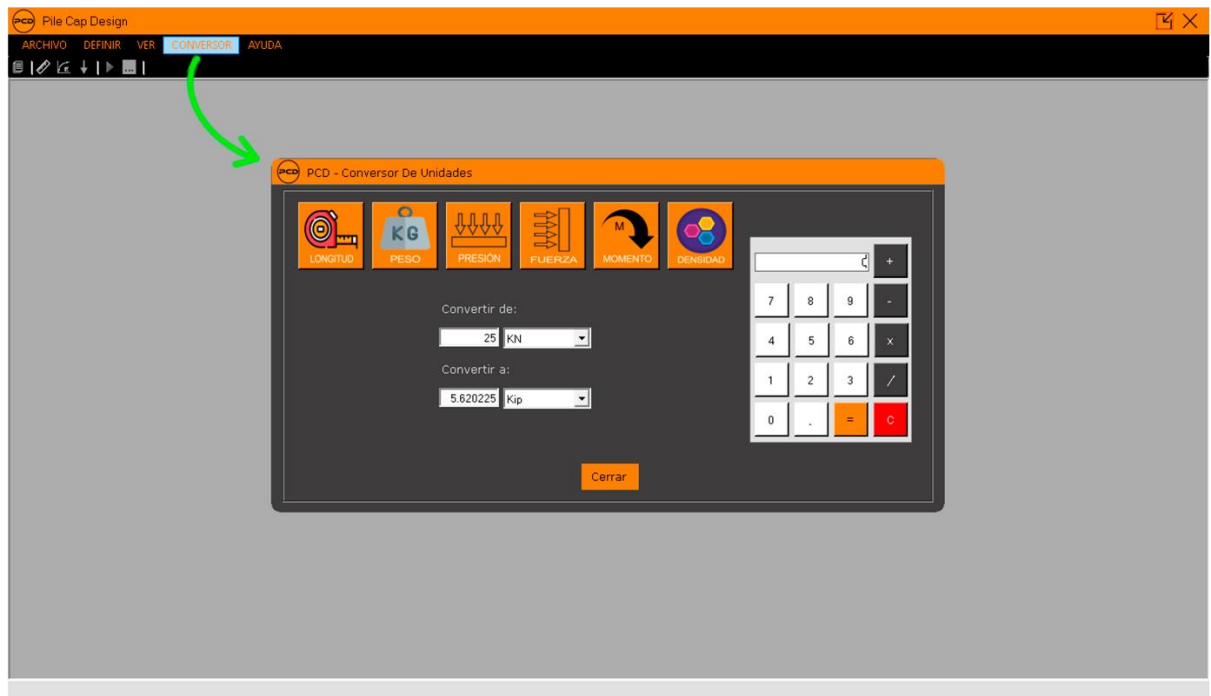 PCD Pile Cap Design
ARCHIVO DEFINIR VER CONVERSOR AYUDA
PCD PCD - Conversor De Unidades
KG
M
LONGITUD PESO PRESIÓN FUERZA MOMENTO DENSIDAD
+
7 8 9 -
Convertir de:
25 KN
4 5 6 x
Convertir a:
1 2 3 /
5.620225 Kip
0 . = C
Cerrar